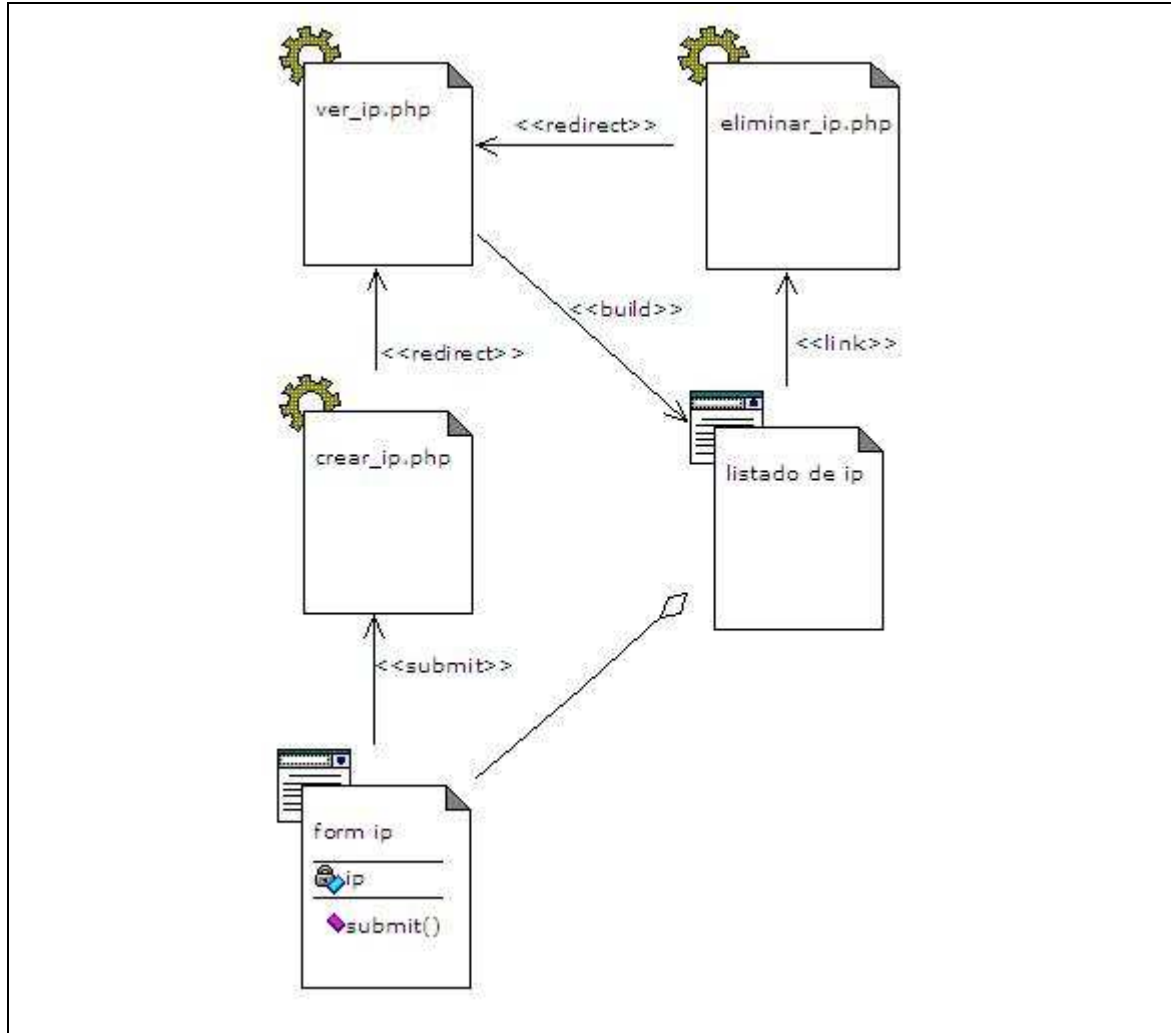 ver_ip.php
<<redirect>>
eliminar_ip.php
<<build>>
<<link>>
<<redirect>>
crear_ip.php
listado de ip
<<submit>>
form ip
ip
submit()